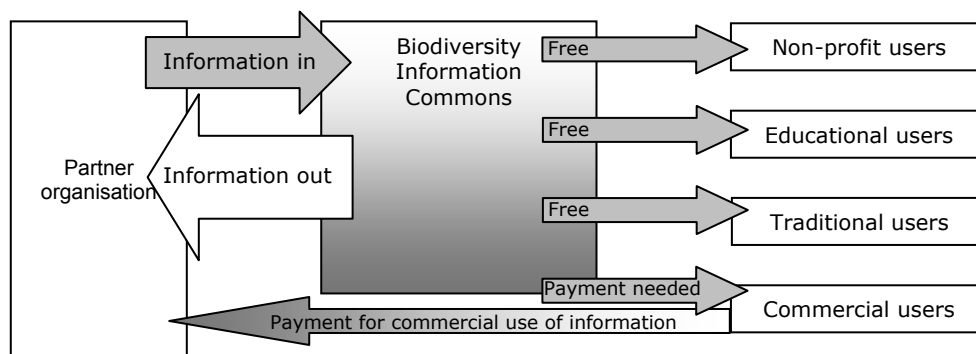 Partner
organisation
Information in
Information out
Biodiversity
Information
Commons
Free
Non-profit users
Free
Educational users
Free
Traditional users
Payment needed
Commercial users
Payment for commercial use of information